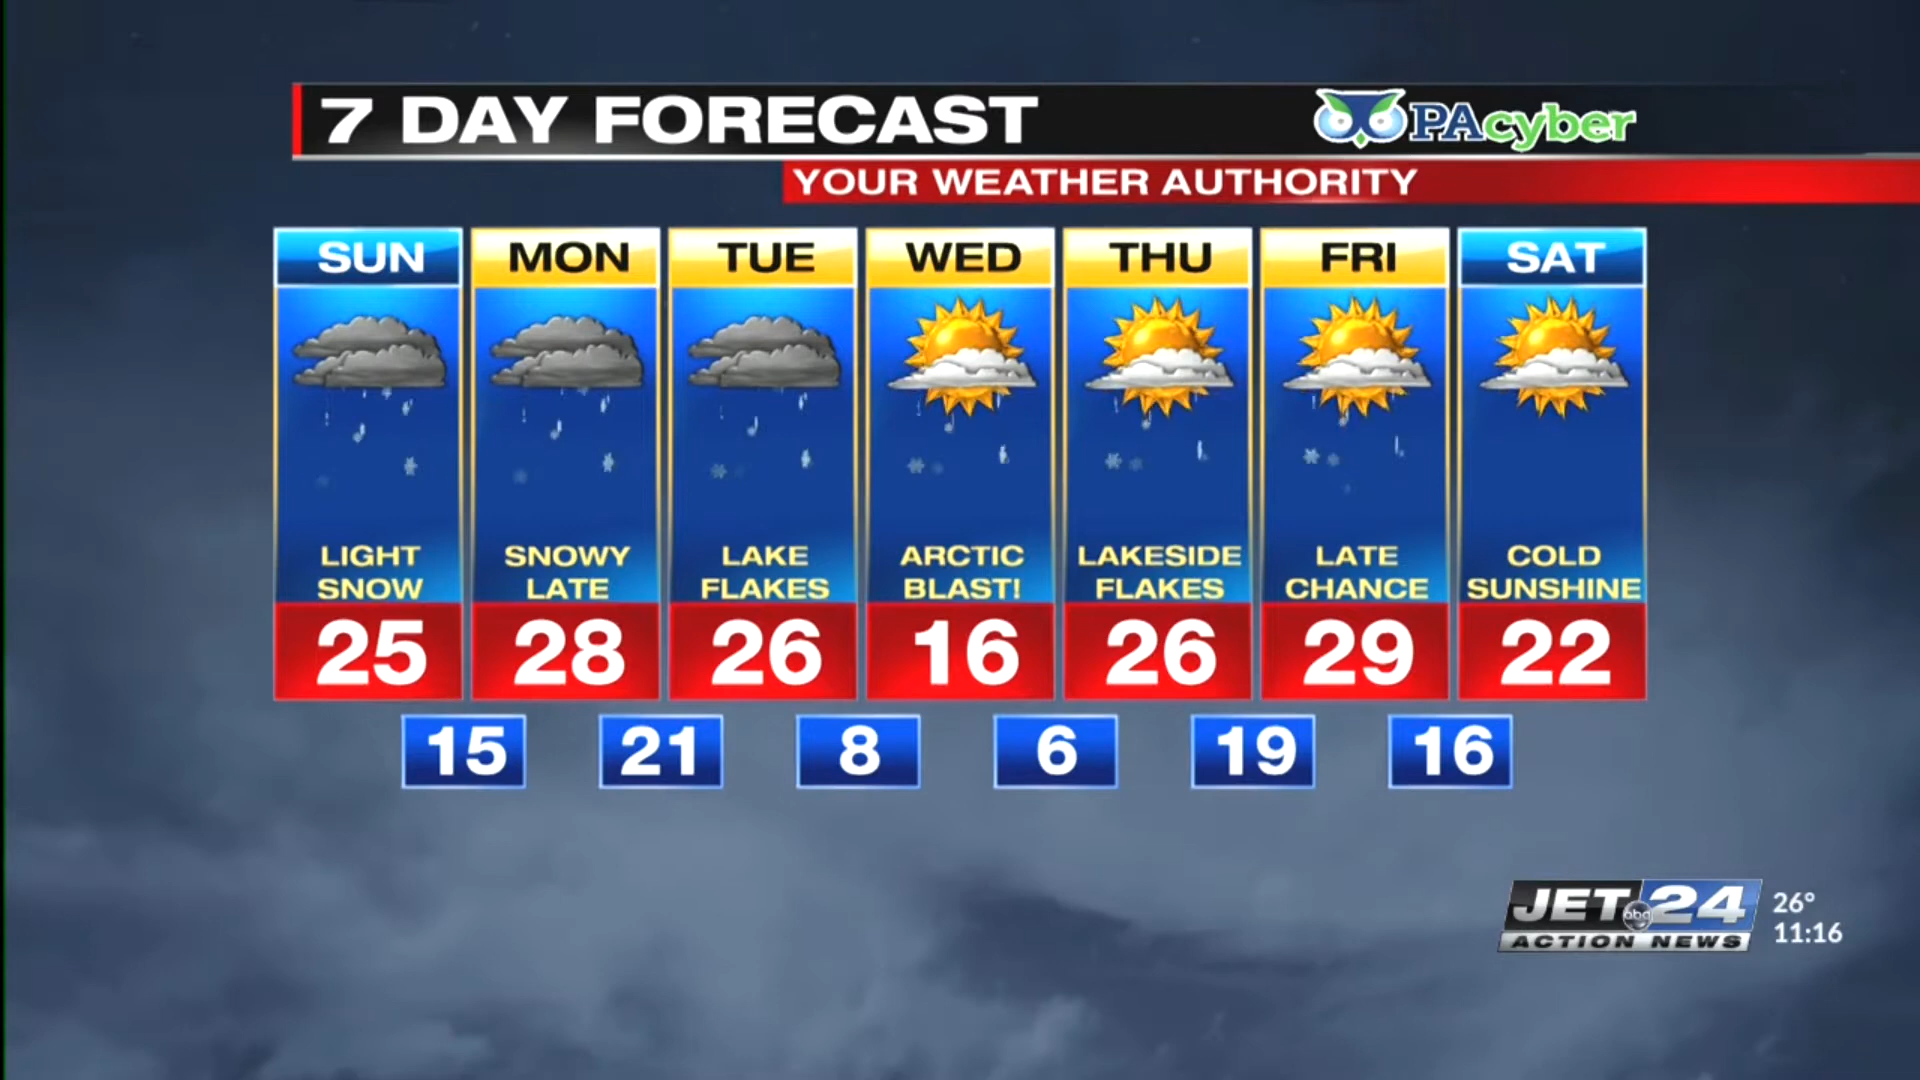 7 DAY FORECAST
PAcyber
YOUR WEATHER AUTHORITY
SUN
MON
TUE
WED
THU
FRI
SAT
LIGHT
SNOW
SNOWY
LATE
LAKE
FLAKES
ARCTIC
BLAST!
LAKESIDE
FLAKES
LATE
CHANCE
COLD
SUNSHINE
25
28
26
16
26
29
22
15
21
8
6
19
16
JET abc 24
ACTION NEWS
26°
11:16